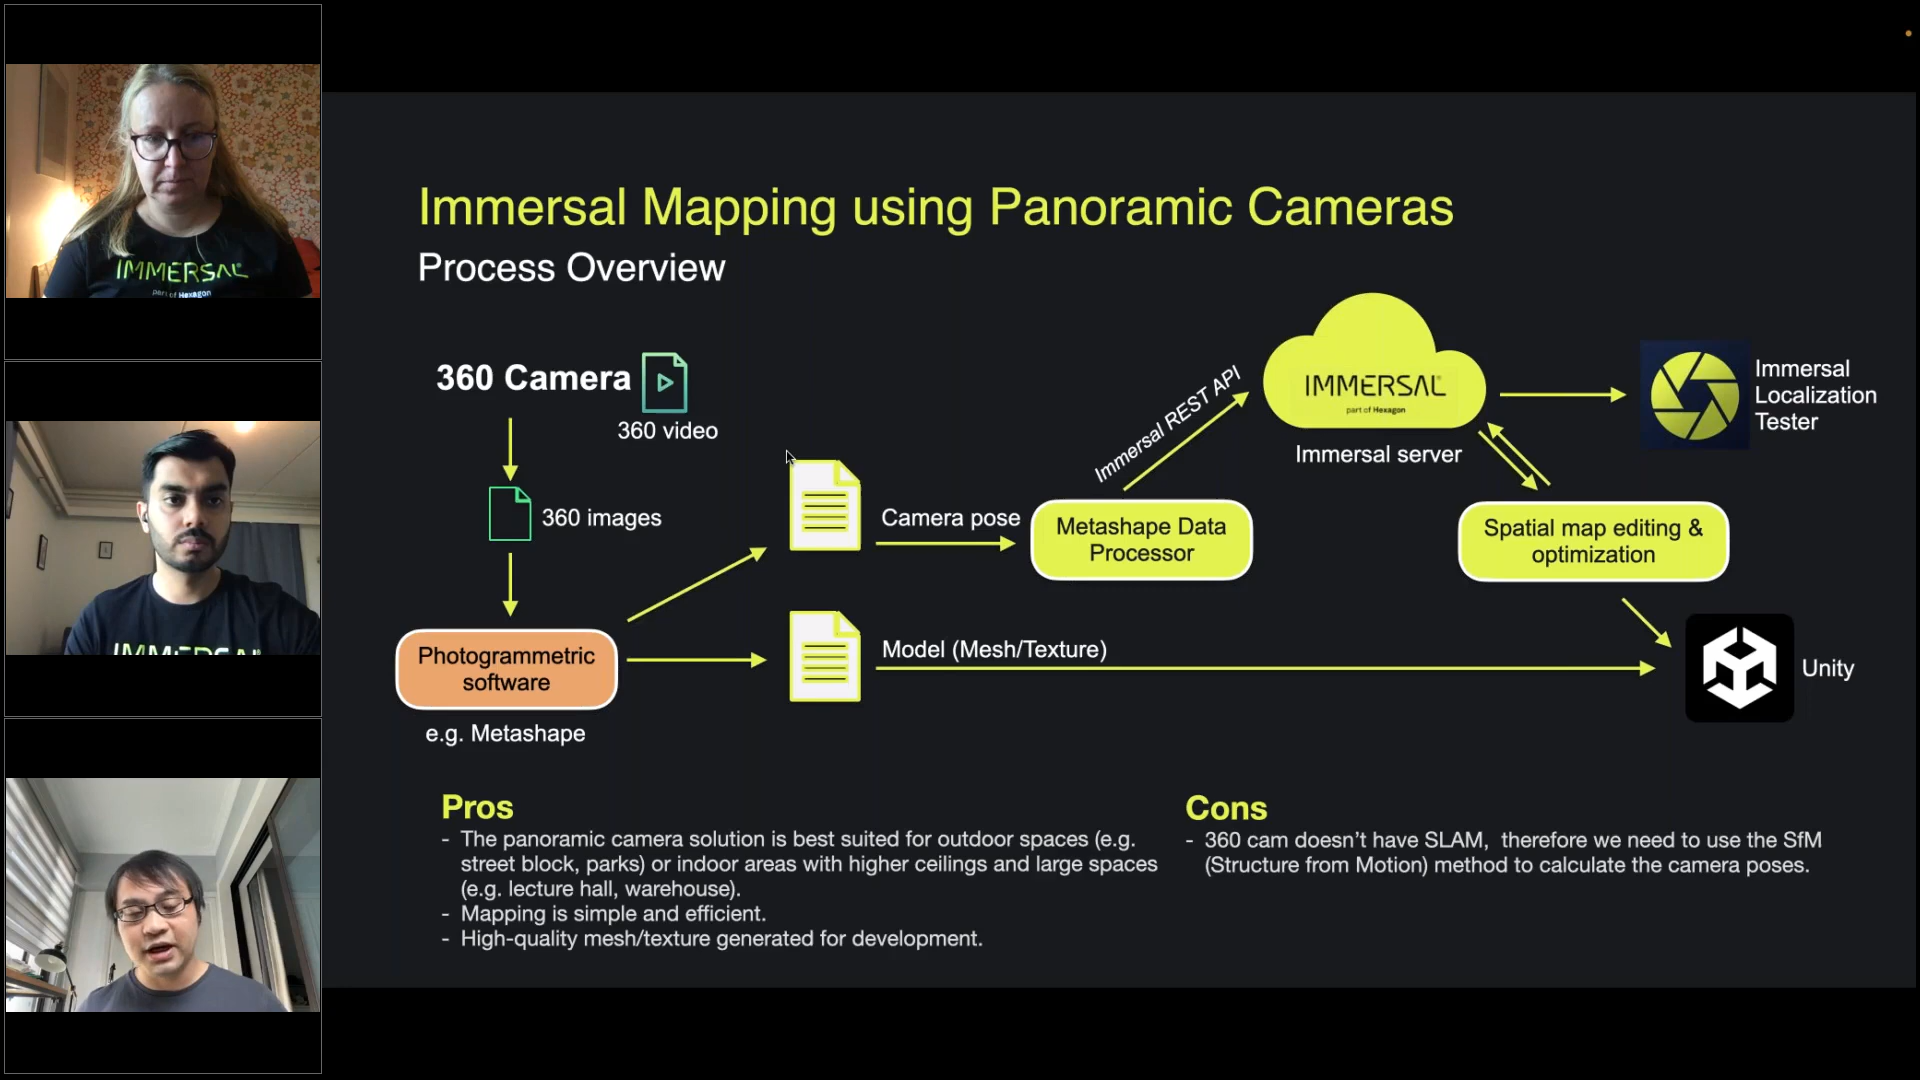 IMMERSAL
part of Hexagon
IMMERSAL
Immersal Mapping using Panoramic Cameras
Process Overview
360 Camera
360 video
360 images
Photogrammetric
software
e.g. Metashape
Camera pose
Model (Mesh/Texture)
Metashape Data
Processor
Immersal REST API
IMMERSAL
part of Hexagon
Immersal server
Immersal
Localization
Tester
Spatial map editing &
optimization
Unity
Pros
- The panoramic camera solution is best suited for outdoor spaces (e.g.
street block, parks) or indoor areas with higher ceilings and large spaces
(e.g. lecture hall, warehouse).
- Mapping is simple and efficient.
- High-quality mesh/texture generated for development.
Cons
- 360 cam doesn’t have SLAM, therefore we need to use the SfM
(Structure from Motion) method to calculate the camera poses.